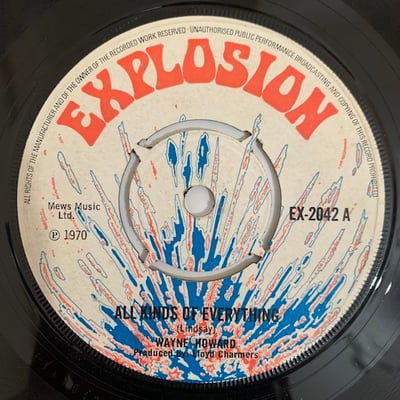 ALL RIGHTS OF THE MANUFACTURER AND OF THE OWNER OF THE RECORDED WORK RESERVED · UNAUTHORISED PUBLIC PERFORMANCE BROADCASTING AND COPYING OF THIS RECORD PROHIBITED
EXPLOSION
Mews Music
Ltd.
Ⓟ 1970
EX-2042 A
ALL KINDS OF EVERYTHING
(Lindsay)
WAYNE HOWARD
Produced by: Lloyd Charmers